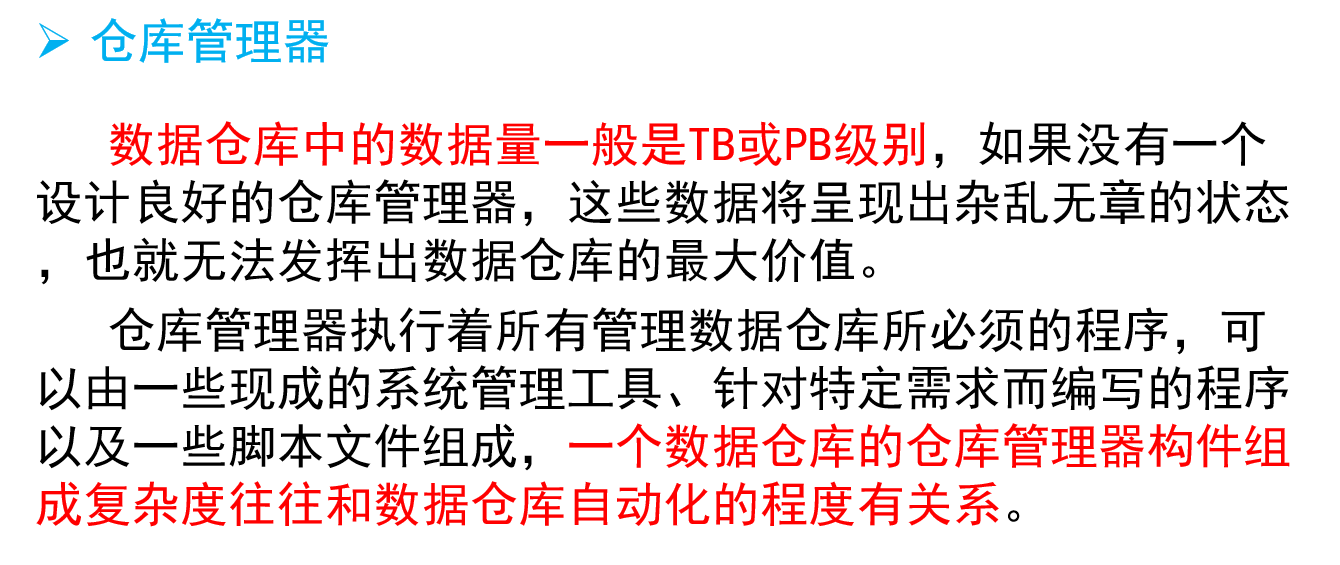 仓库管理器
数据仓库中的数据量一般是TB或PB级别，如果没有一个
设计良好的仓库管理器，这些数据将呈现出杂乱无章的状态
，也就无法发挥出数据仓库的最大价值。
仓库管理器执行着所有管理数据仓库所必须的程序，可
以由一些现成的系统管理工具、针对特定需求而编写的程序
以及一些脚本文件组成，一个数据仓库的仓库管理器构件组
成复杂度往往和数据仓库自动化的程度有关系。